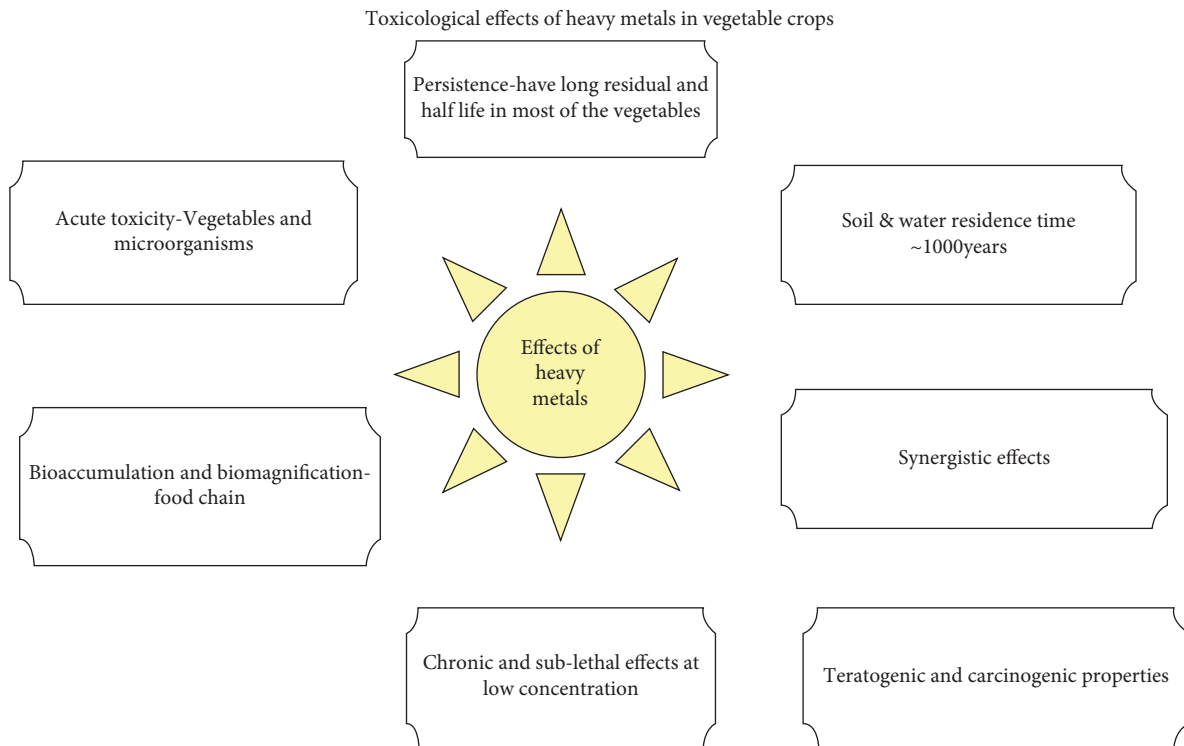 Toxicological effects of heavy metals in vegetable crops
Persistence-have long residual and
half life in most of the vegetables
Acute toxicity-Vegetables and
microorganisms
Soil & water residence time
~1000years
Effects of
heavy
metals
Bioaccumulation and biomagnification-
food chain
Synergistic effects
Chronic and sub-lethal effects at
low concentration
Teratogenic and carcinogenic properties